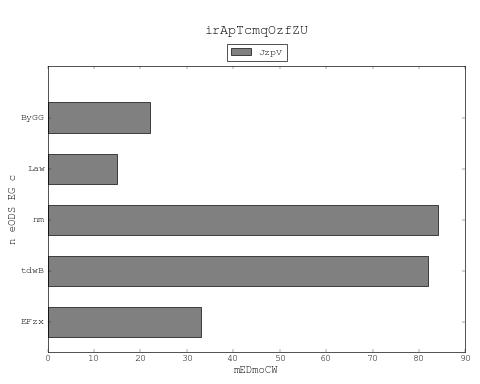 irApTcmqOzfZU
JzpV
ByGG
Law
nm
tdwB
EFzx
n eODS EG c
0 10 20 30 40 50 60 70 80 90
mEDmoCW